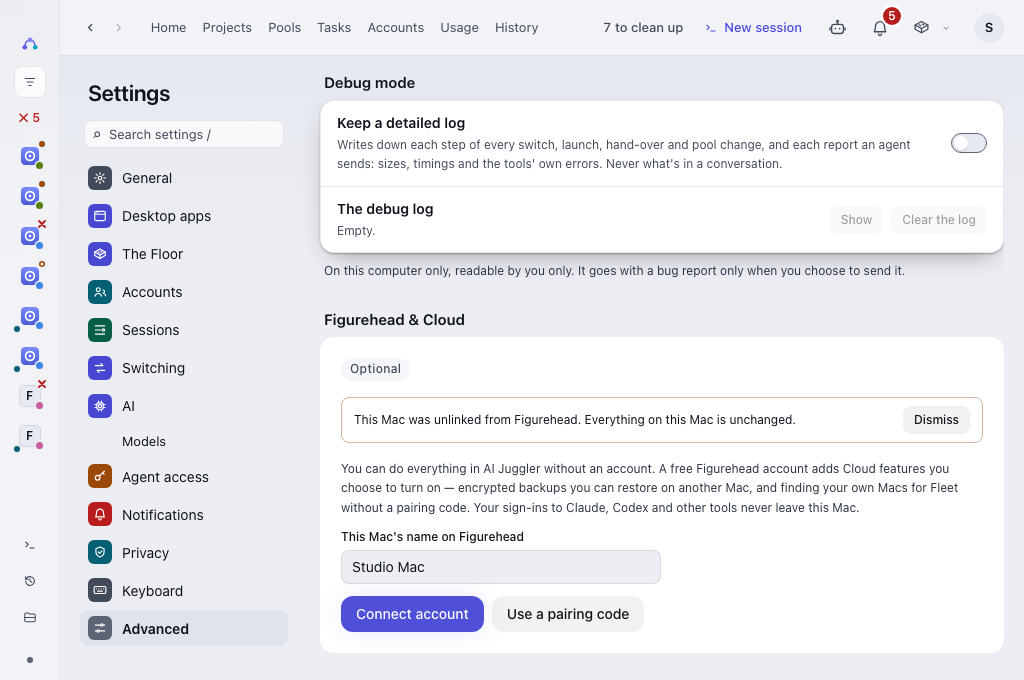 Home
Projects
Pools
Tasks
Accounts
Usage
History
7 to clean up
New session
5
S
5
F
F
Settings
Search settings /
General
Desktop apps
The Floor
Accounts
Sessions
Switching
AI
Models
Agent access
Notifications
Privacy
Keyboard
Advanced
Debug mode
Keep a detailed log
Writes down each step of every switch, launch, hand-over and pool change, and each report an agent
sends: sizes, timings and the tools' own errors. Never what's in a conversation.
The debug log
Empty.
Show
Clear the log
On this computer only, readable by you only. It goes with a bug report only when you choose to send it.
Figurehead & Cloud
Optional
This Mac was unlinked from Figurehead. Everything on this Mac is unchanged.
Dismiss
You can do everything in AI Juggler without an account. A free Figurehead account adds Cloud features you
choose to turn on — encrypted backups you can restore on another Mac, and finding your own Macs for Fleet
without a pairing code. Your sign-ins to Claude, Codex and other tools never leave this Mac.
This Mac's name on Figurehead
Studio Mac
Connect account
Use a pairing code